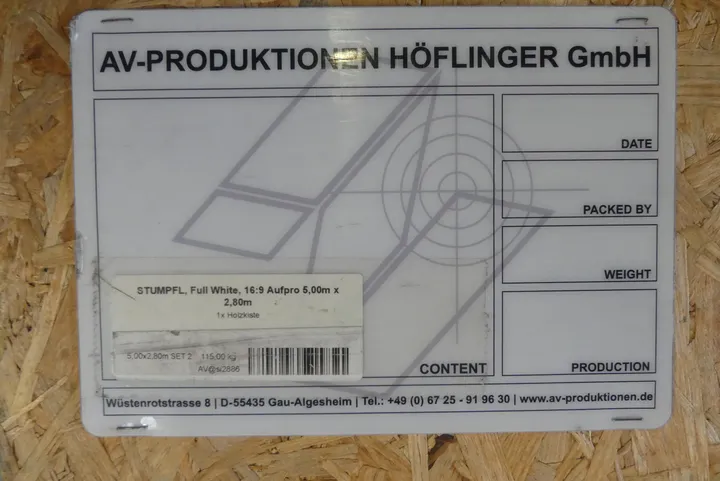 AV-PRODUKTIONEN HÖFLINGER GmbH
DATE
PACKED BY
WEIGHT
PRODUCTION
CONTENT
STUMPFL, Full White, 16:9 Aufpro 5,00m x
2,80m
1x Holzkiste
5,00x2,80m SET 2 115,00 kg
Wüstenrotstrasse 8 | D-55435 Gau-Algesheim | Tel.: +49 (0) 67 25 - 91 96 30 | www.av-produktionen.de